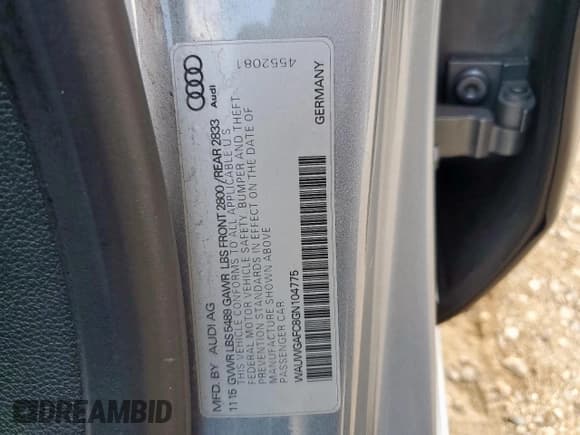 4552081
Audi
MFD. BY AUDI AG
11 15 GVWR LBS 5489 GAWR LBS FRONT 2800 /REAR 2833
THIS VEHICLE CONFORMS TO ALL APPLICABLE U S
FEDERAL MOTOR VEHICLE SAFETY, BUMPER AND THEFT
PREVENTION STANDARDS IN EFFECT ON THE DATE OF
MANUFACTURE SHOWN ABOVE
PASSENGER CAR
WAUWGAFC8GN104775
GERMANY
DREAMBID